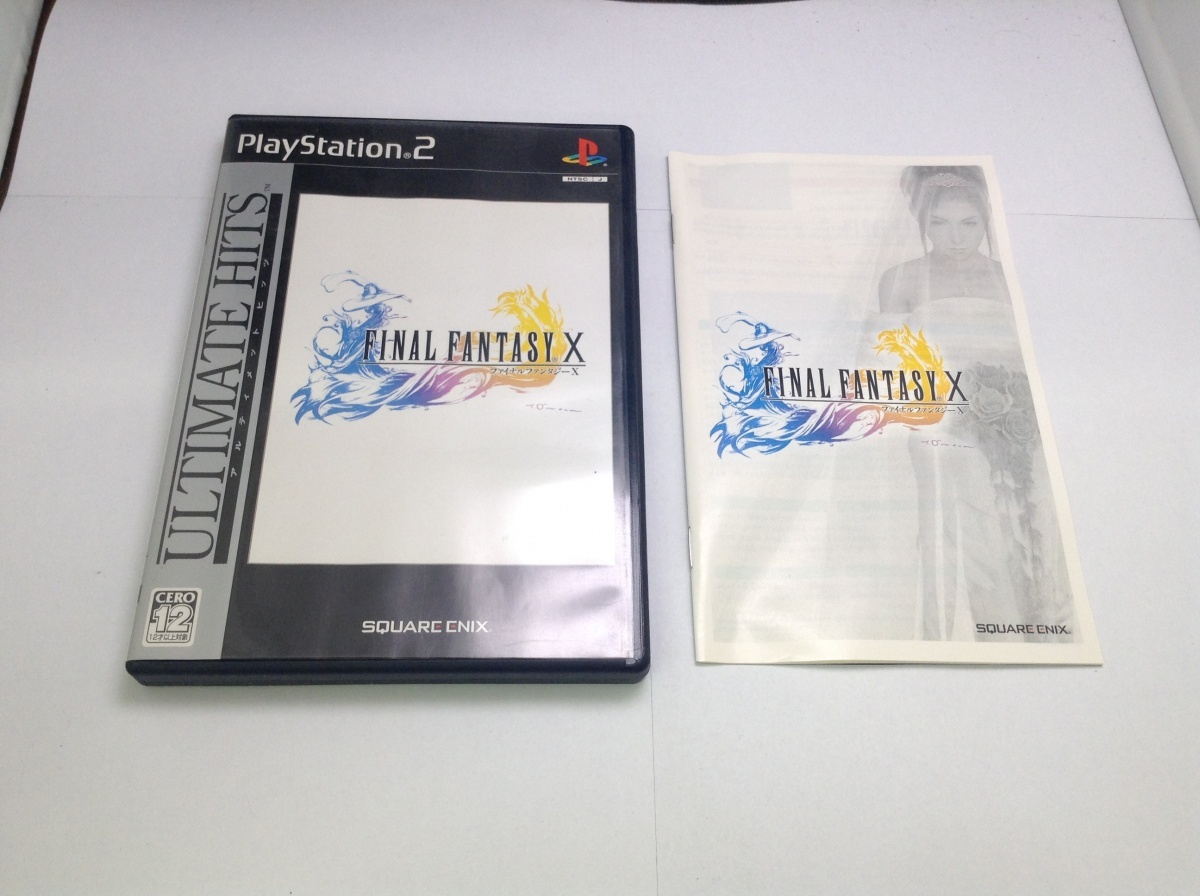 PlayStation®2
NTSC J
ULTIMATE HITS™
アルティメットヒッツ
FINAL FANTASY X
ファイナルファンタジーX
CERO
12
12才以上対象
SQUARE ENIX
FINAL FANTASY X
ファイナルファンタジーX
SQUARE ENIX